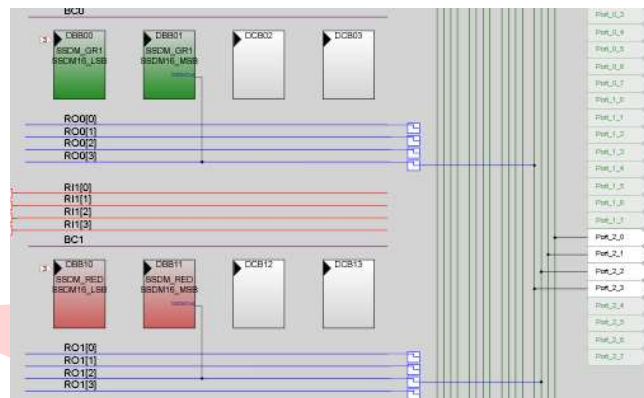 BC0
DBB00
DBB01
DCB02
DCB03
SSDM_GR1
SSDM16_LSB
SSDM_GR1
SSDM16_MSB
RO0[0]
RO0[1]
RO0[2]
RO0[3]
RI1[0]
RI1[1]
RI1[2]
RI1[3]
BC1
DBB10
DBB11
DCB12
DCB13
SSDM_RED
SSDM16_LSB
SSDM_RED
SSDM16_MSB
RO1[0]
RO1[1]
RO1[2]
RO1[3]
Port_0_3
Port_0_4
Port_0_5
Port_0_6
Port_0_7
Port_1_0
Port_1_1
Port_1_2
Port_1_3
Port_1_4
Port_1_5
Port_1_6
Port_1_7
Port_2_0
Port_2_1
Port_2_2
Port_2_3
Port_2_4
Port_2_5
Port_2_6
Port_2_7